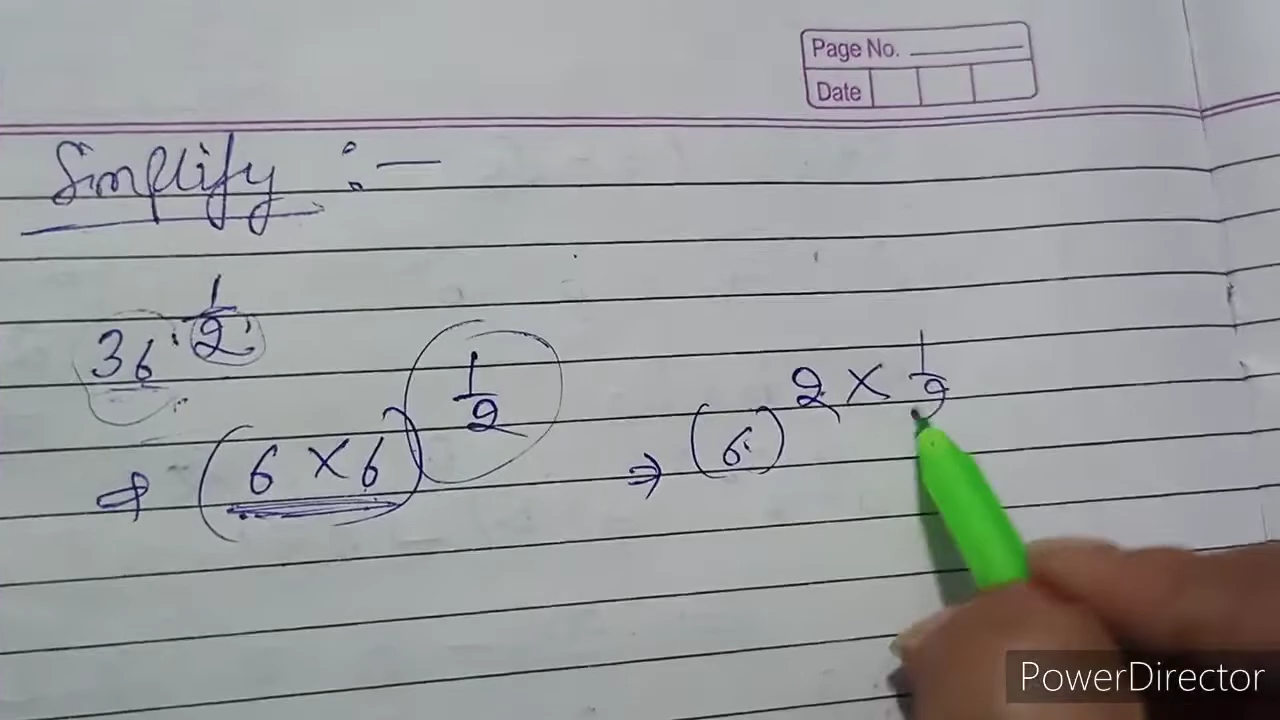 Page No.
Date
Simplify :-
36^{1/2}
⇒ (6 × 6)^{1/2} ⇒ (6)^{2 × 1/2}
PowerDirector